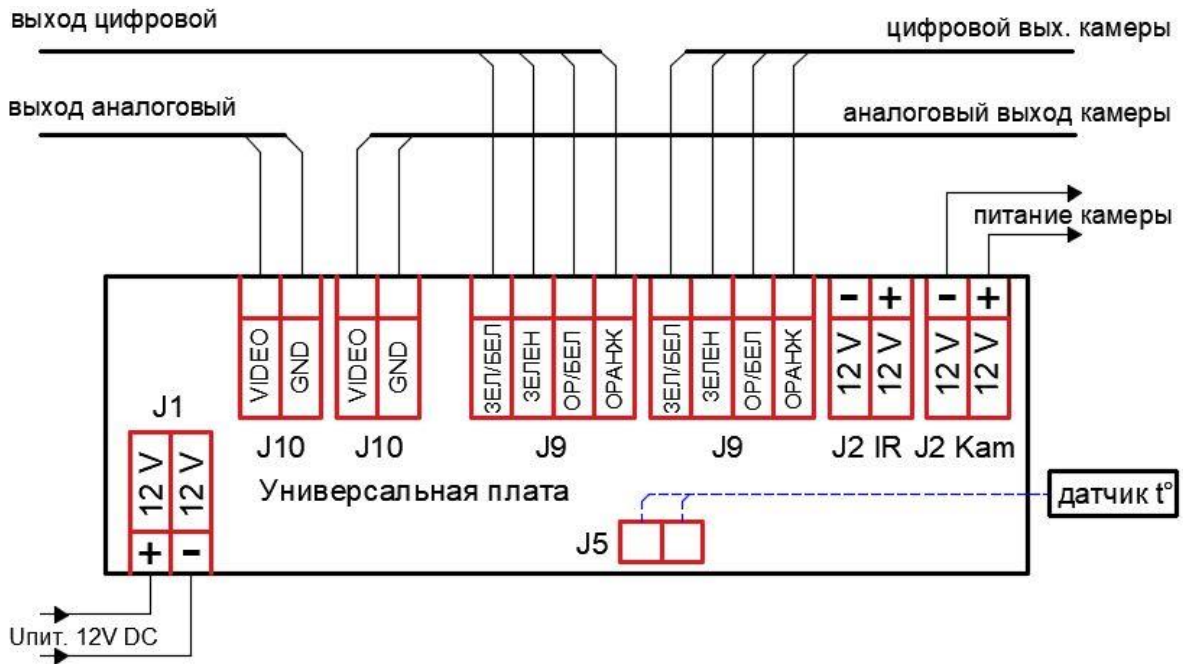 выход цифровой
цифровой вых. камеры
выход аналоговый
аналоговый выход камеры
питание камеры
- + - +
VIDEO GND VIDEO GND ЗЕЛ/БЕЛ ЗЕЛЕН ОР/БЕЛ ОРАНЖ ЗЕЛ/БЕЛ ЗЕЛЕН ОР/БЕЛ ОРАНЖ 12 V 12 V 12 V 12 V
J1
J10 J10 J9 J9 J2 IR J2 Kam
12 V 12 V
Универсальная плата
датчик t°
J5
+ -
Uпит. 12V DC